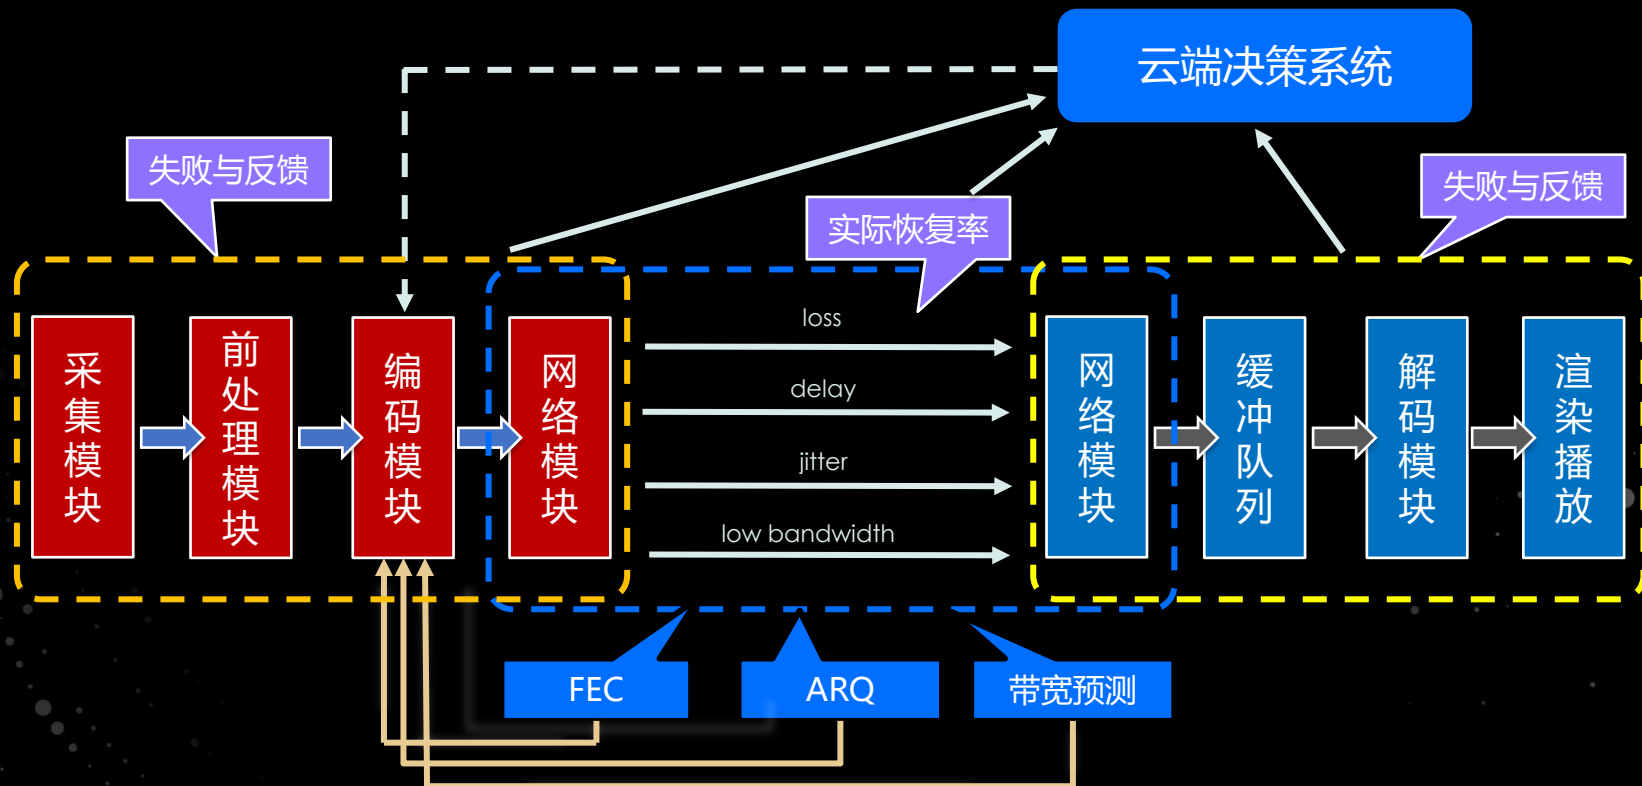 云端决策系统
失败与反馈
失败与反馈
实际恢复率
采集模块
前处理模块
编码模块
网络模块
loss
delay
jitter
low bandwidth
网络模块
缓冲队列
解码模块
渲染播放
FEC
ARQ
带宽预测